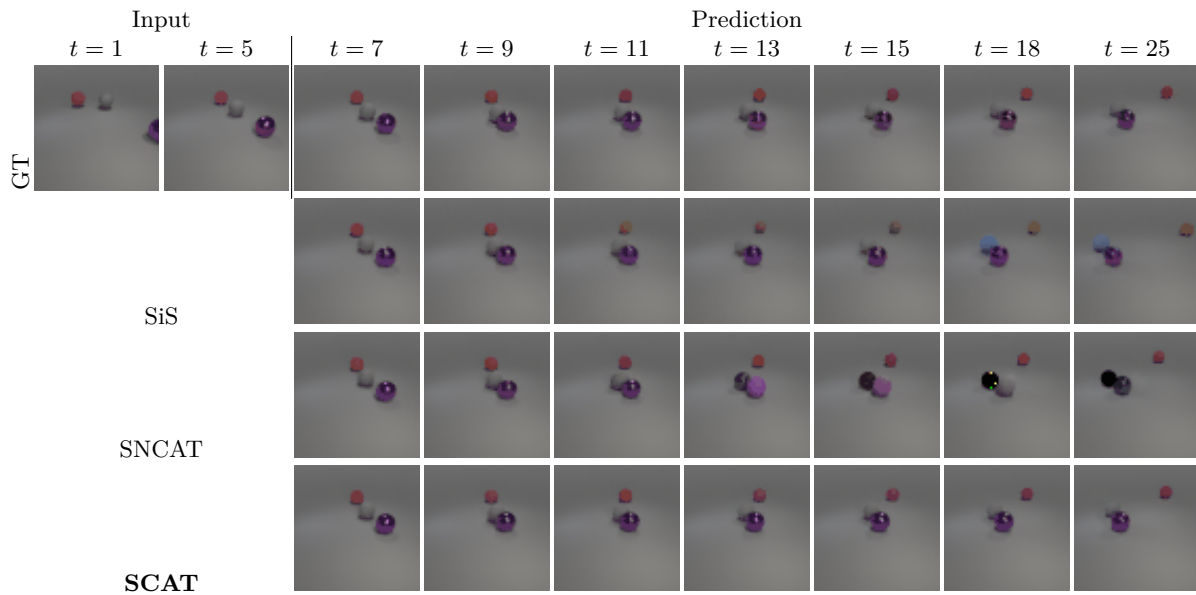 Input Prediction
t = 1 t = 5 t = 7 t = 9 t = 11 t = 13 t = 15 t = 18 t = 25
GT
SiS
SNCAT
SCAT